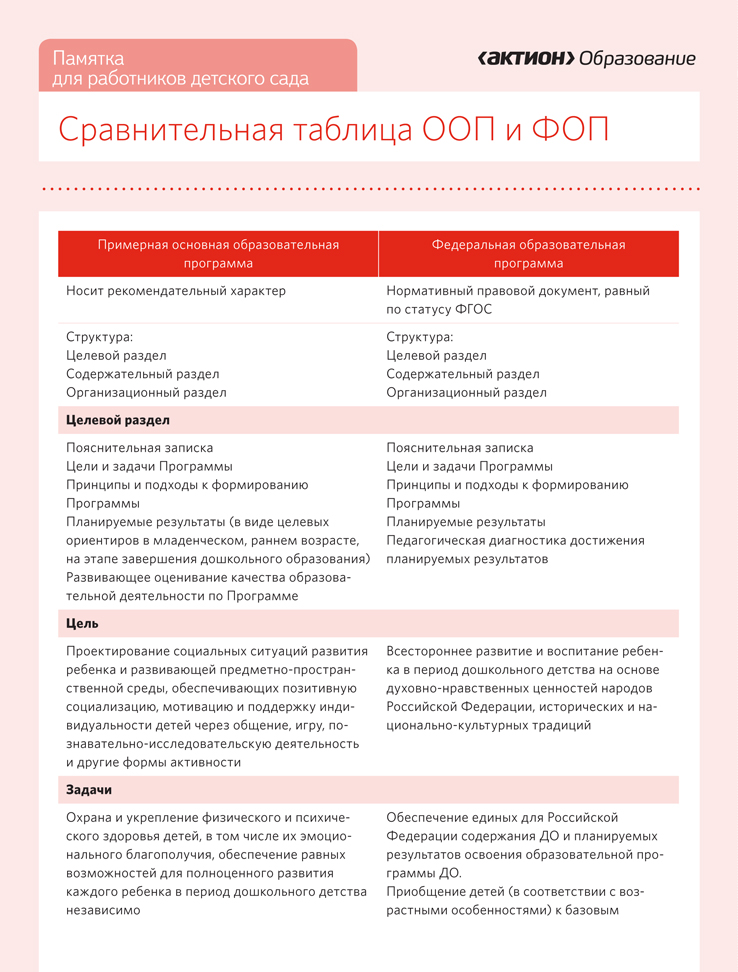 Памятка
для работников детского сада
‹АКТИОН› Образование
Сравнительная таблица ООП и ФОП
Примерная основная образовательная
программа
Федеральная образовательная
программа
Носит рекомендательный характер
Нормативный правовой документ, равный
по статусу ФГОС
Структура:
Целевой раздел
Содержательный раздел
Организационный раздел
Структура:
Целевой раздел
Содержательный раздел
Организационный раздел
Целевой раздел
Пояснительная записка
Цели и задачи Программы
Принципы и подходы к формированию
Программы
Планируемые результаты (в виде целевых
ориентиров в младенческом, раннем возрасте,
на этапе завершения дошкольного образования)
Развивающее оценивание качества образова-
тельной деятельности по Программе
Пояснительная записка
Цели и задачи Программы
Принципы и подходы к формированию
Программы
Планируемые результаты
Педагогическая диагностика достижения
планируемых результатов
Цель
Проектирование социальных ситуаций развития
ребенка и развивающей предметно-простран-
ственной среды, обеспечивающих позитивную
социализацию, мотивацию и поддержку инди-
видуальности детей через общение, игру, по-
знавательно-исследовательскую деятельность
и другие формы активности
Всестороннее развитие и воспитание ребен-
ка в период дошкольного детства на основе
духовно-нравственных ценностей народов
Российской Федерации, исторических и на-
ционально-культурных традиций
Задачи
Охрана и укрепление физического и психиче-
ского здоровья детей, в том числе их эмоцио-
нального благополучия, обеспечение равных
возможностей для полноценного развития
каждого ребенка в период дошкольного детства
независимо
Обеспечение единых для Российской
Федерации содержания ДО и планируемых
результатов освоения образовательной про-
граммы ДО.
Приобщение детей (в соответствии с воз-
растными особенностями) к базовым